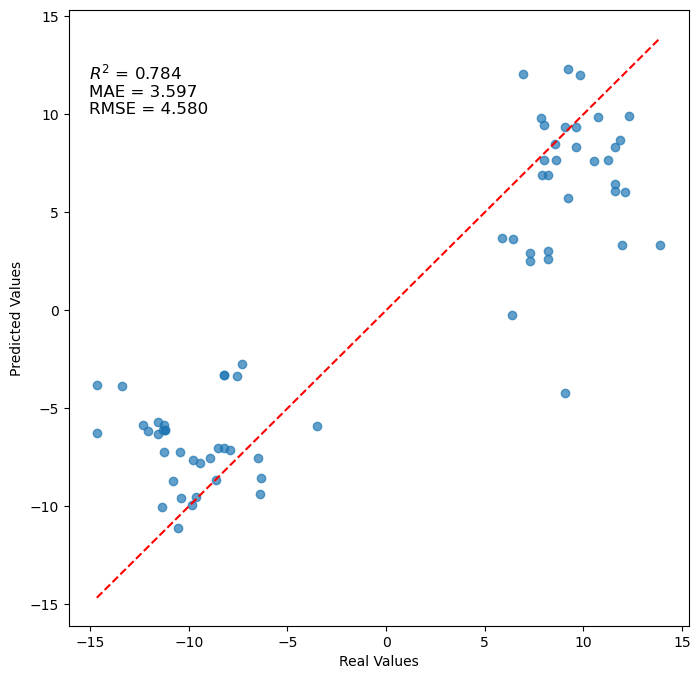 15
10
5
0
−5
−10
−15
Predicted Values
R² = 0.784
MAE = 3.597
RMSE = 4.580
−15 −10 −5 0 5 10 15
Real Values